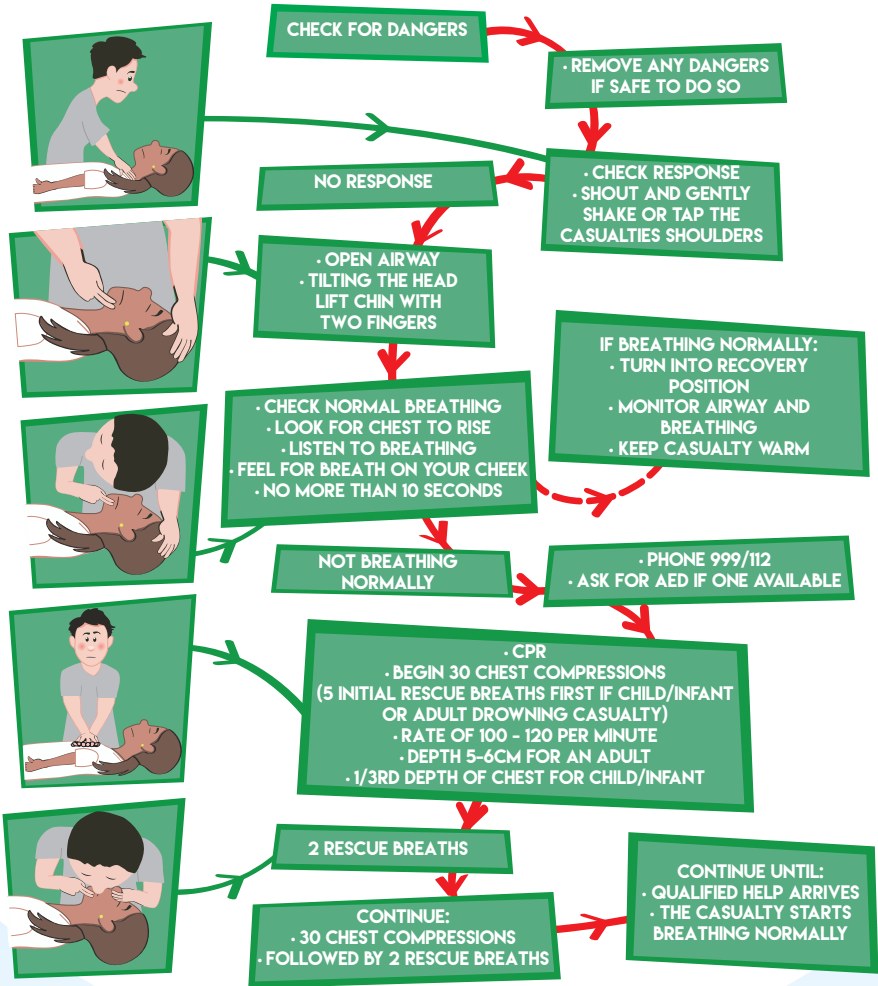 CHECK FOR DANGERS
· REMOVE ANY DANGERS
IF SAFE TO DO SO
· CHECK RESPONSE
· SHOUT AND GENTLY
SHAKE OR TAP THE
CASUALTIES SHOULDERS
NO RESPONSE
· OPEN AIRWAY
· TILTING THE HEAD
LIFT CHIN WITH
TWO FINGERS
· CHECK NORMAL BREATHING
· LOOK FOR CHEST TO RISE
· LISTEN TO BREATHING
· FEEL FOR BREATH ON YOUR CHEEK
· NO MORE THAN 10 SECONDS
IF BREATHING NORMALLY:
· TURN INTO RECOVERY
POSITION
· MONITOR AIRWAY AND
BREATHING
· KEEP CASUALTY WARM
NOT BREATHING
NORMALLY
· PHONE 999/112
· ASK FOR AED IF ONE AVAILABLE
· CPR
· BEGIN 30 CHEST COMPRESSIONS
(5 INITIAL RESCUE BREATHS FIRST IF CHILD/INFANT
OR ADULT DROWNING CASUALTY)
· RATE OF 100 - 120 PER MINUTE
· DEPTH 5-6CM FOR AN ADULT
· 1/3RD DEPTH OF CHEST FOR CHILD/INFANT
2 RESCUE BREATHS
CONTINUE:
· 30 CHEST COMPRESSIONS
· FOLLOWED BY 2 RESCUE BREATHS
CONTINUE UNTIL:
· QUALIFIED HELP ARRIVES
· THE CASUALTY STARTS
BREATHING NORMALLY